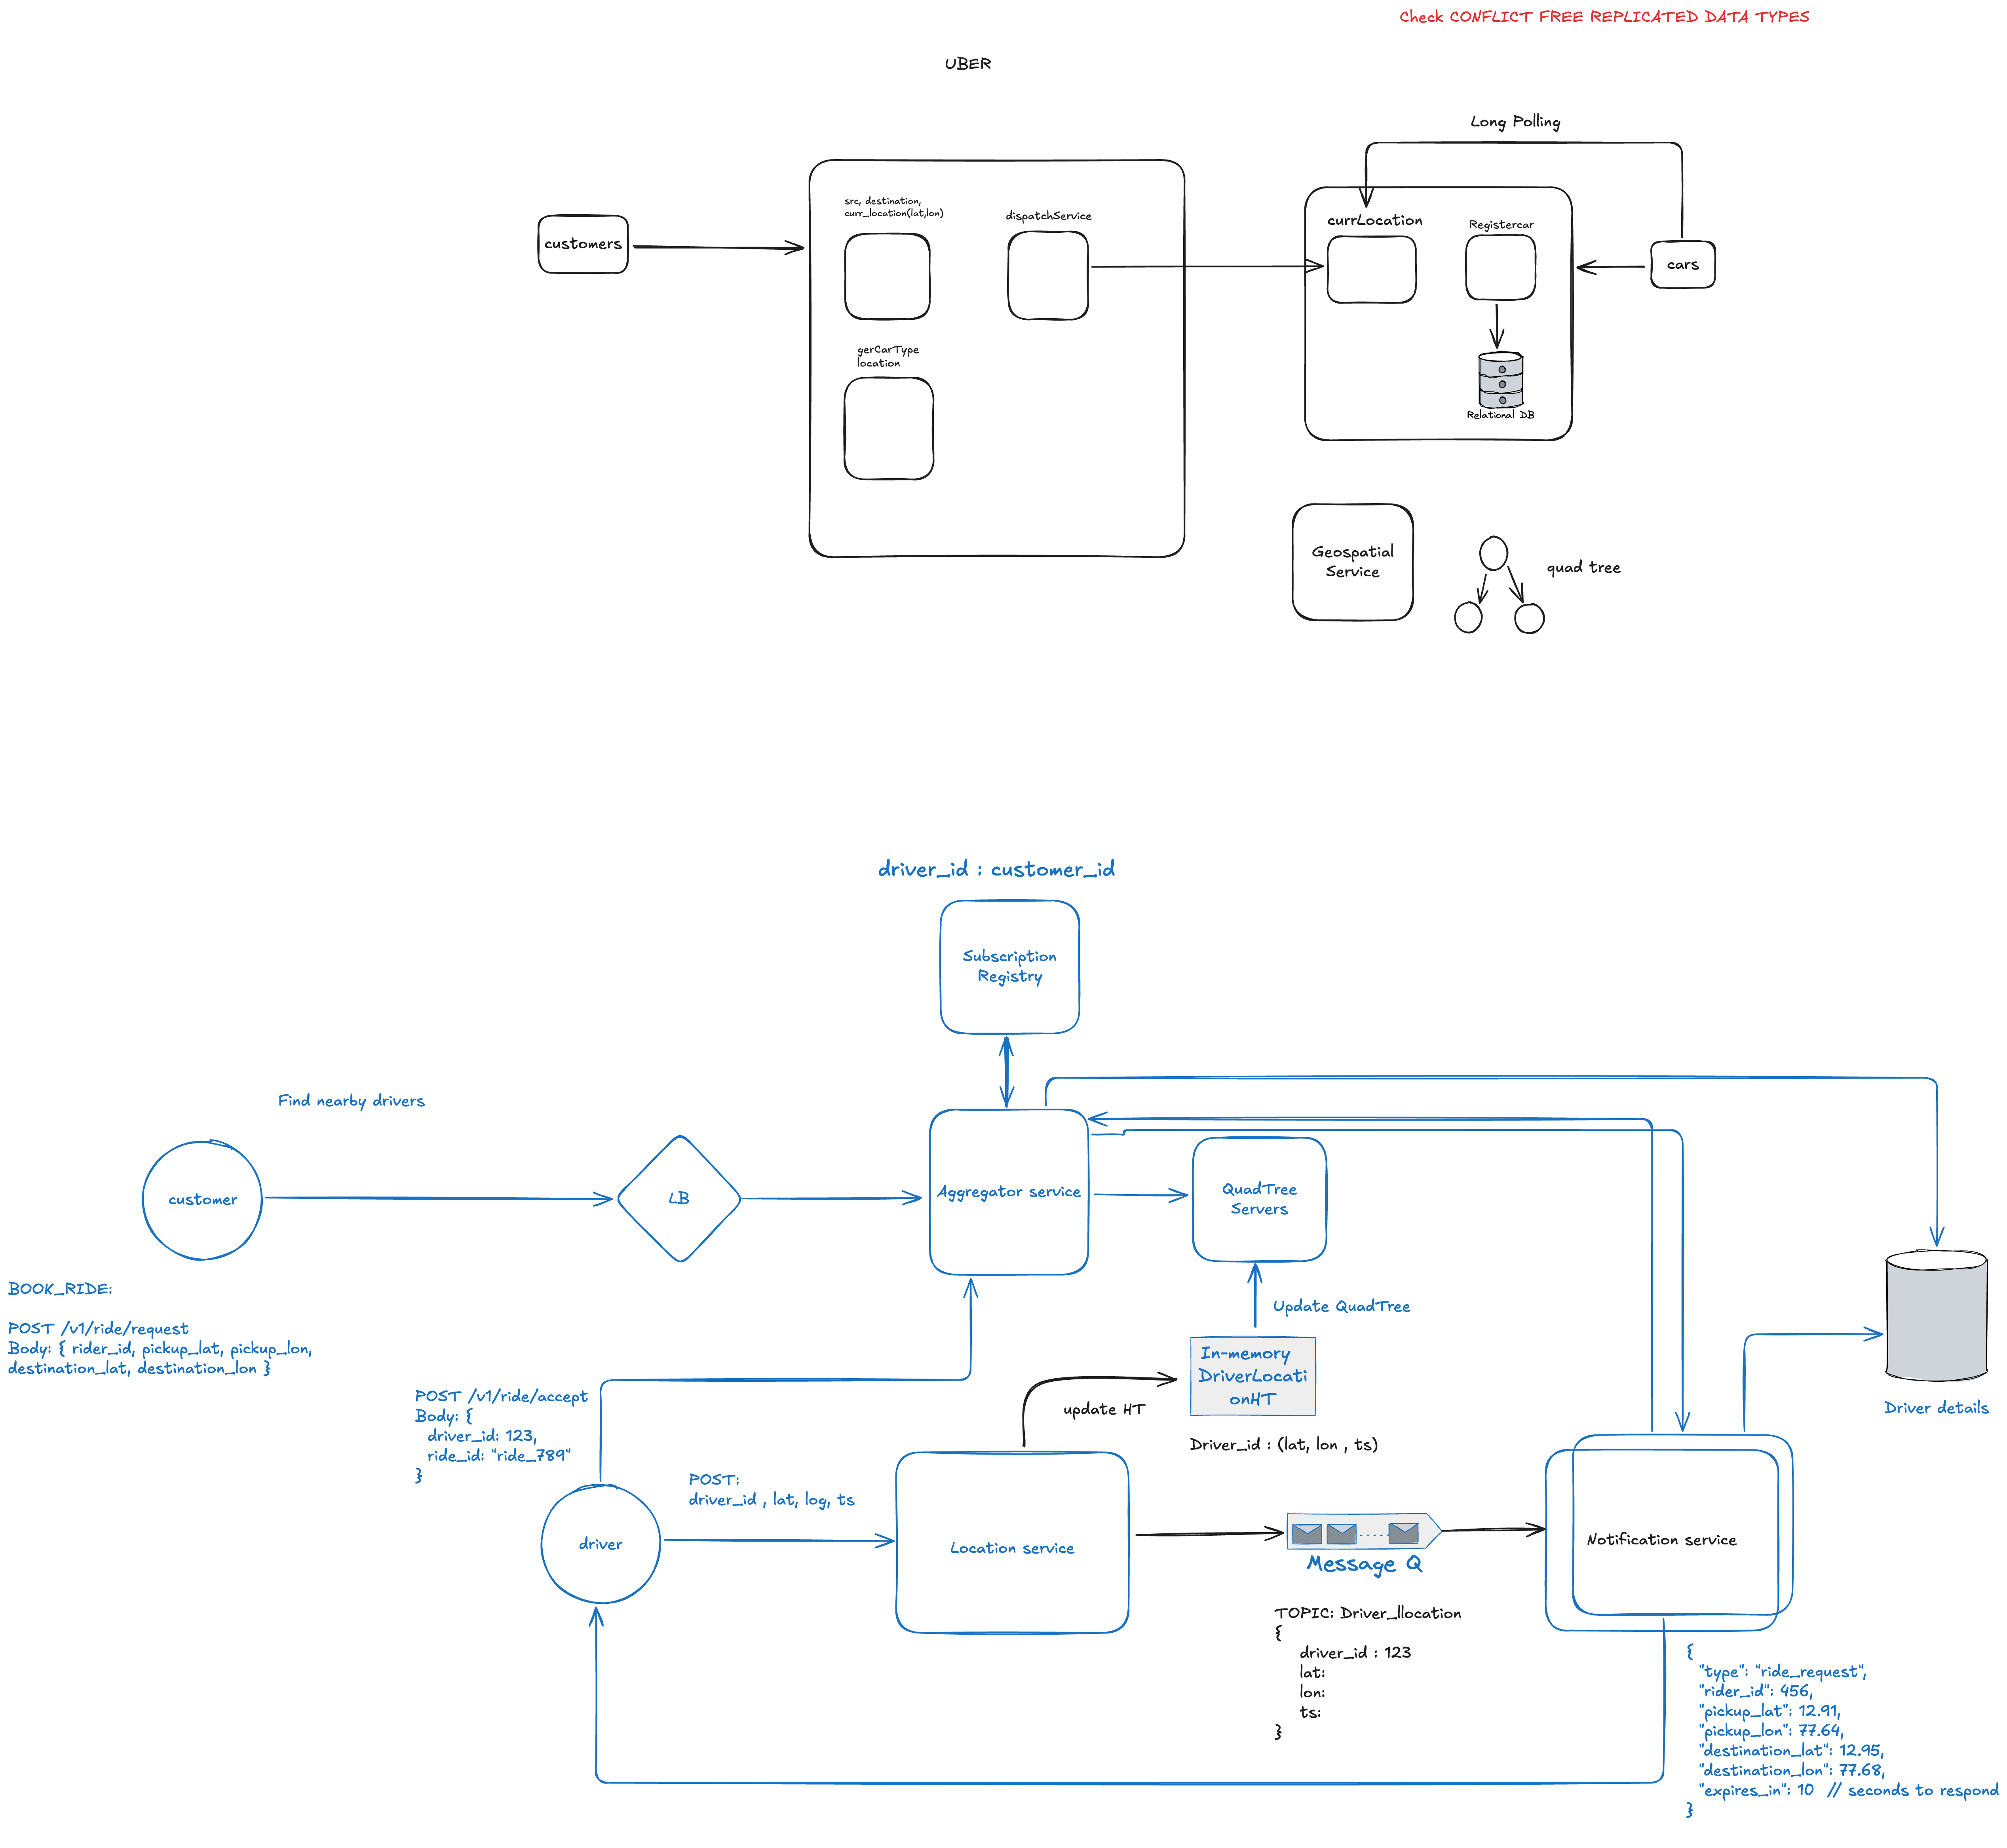 Check CONFLICT FREE REPLICATED DATA TYPES
UBER
Long Polling
src, destination,
curr_location(lat,lon)
dispatchService
currLocation
Registercar
customers
cars
gerCarType
location
Relational DB
Geospatial
Service
quad tree
driver_id : customer_id
Subscription
Registry
Find nearby drivers
customer
LB
Aggregator service
QuadTree
Servers
BOOK_RIDE:
POST /v1/ride/request
Body: { rider_id, pickup_lat, pickup_lon,
destination_lat, destination_lon }
Update QuadTree
In-memory
DriverLocati
onHT
update HT
Driver_id : (lat, lon , ts)
Driver details
POST /v1/ride/accept
Body: {
driver_id: 123,
ride_id: "ride_789"
}
POST:
driver_id , lat, log, ts
driver
Location service
Message Q
Notification service
TOPIC: Driver_llocation
{
driver_id : 123
lat:
lon:
ts:
}
{
"type": "ride_request",
"rider_id": 456,
"pickup_lat": 12.91,
"pickup_lon": 77.64,
"destination_lat": 12.95,
"destination_lon": 77.68,
"expires_in": 10 // seconds to respond
}